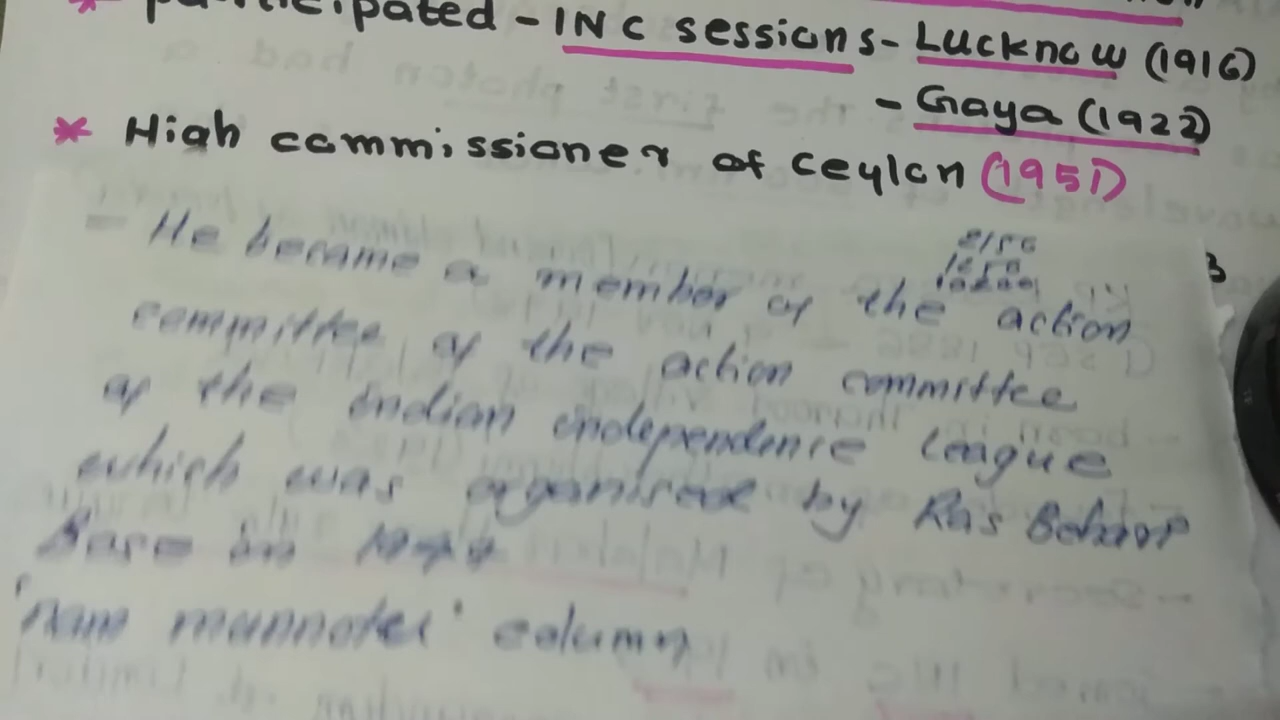 * participated - INC sessions - Lucknow (1916)
- Gaya (1922)
* High commissioner of Ceylon (1951)
- He became a member of the action
committee of the action committee
of the Indian independence league
which was organised by Ras Behari
Bose in
'nam munnotu' column